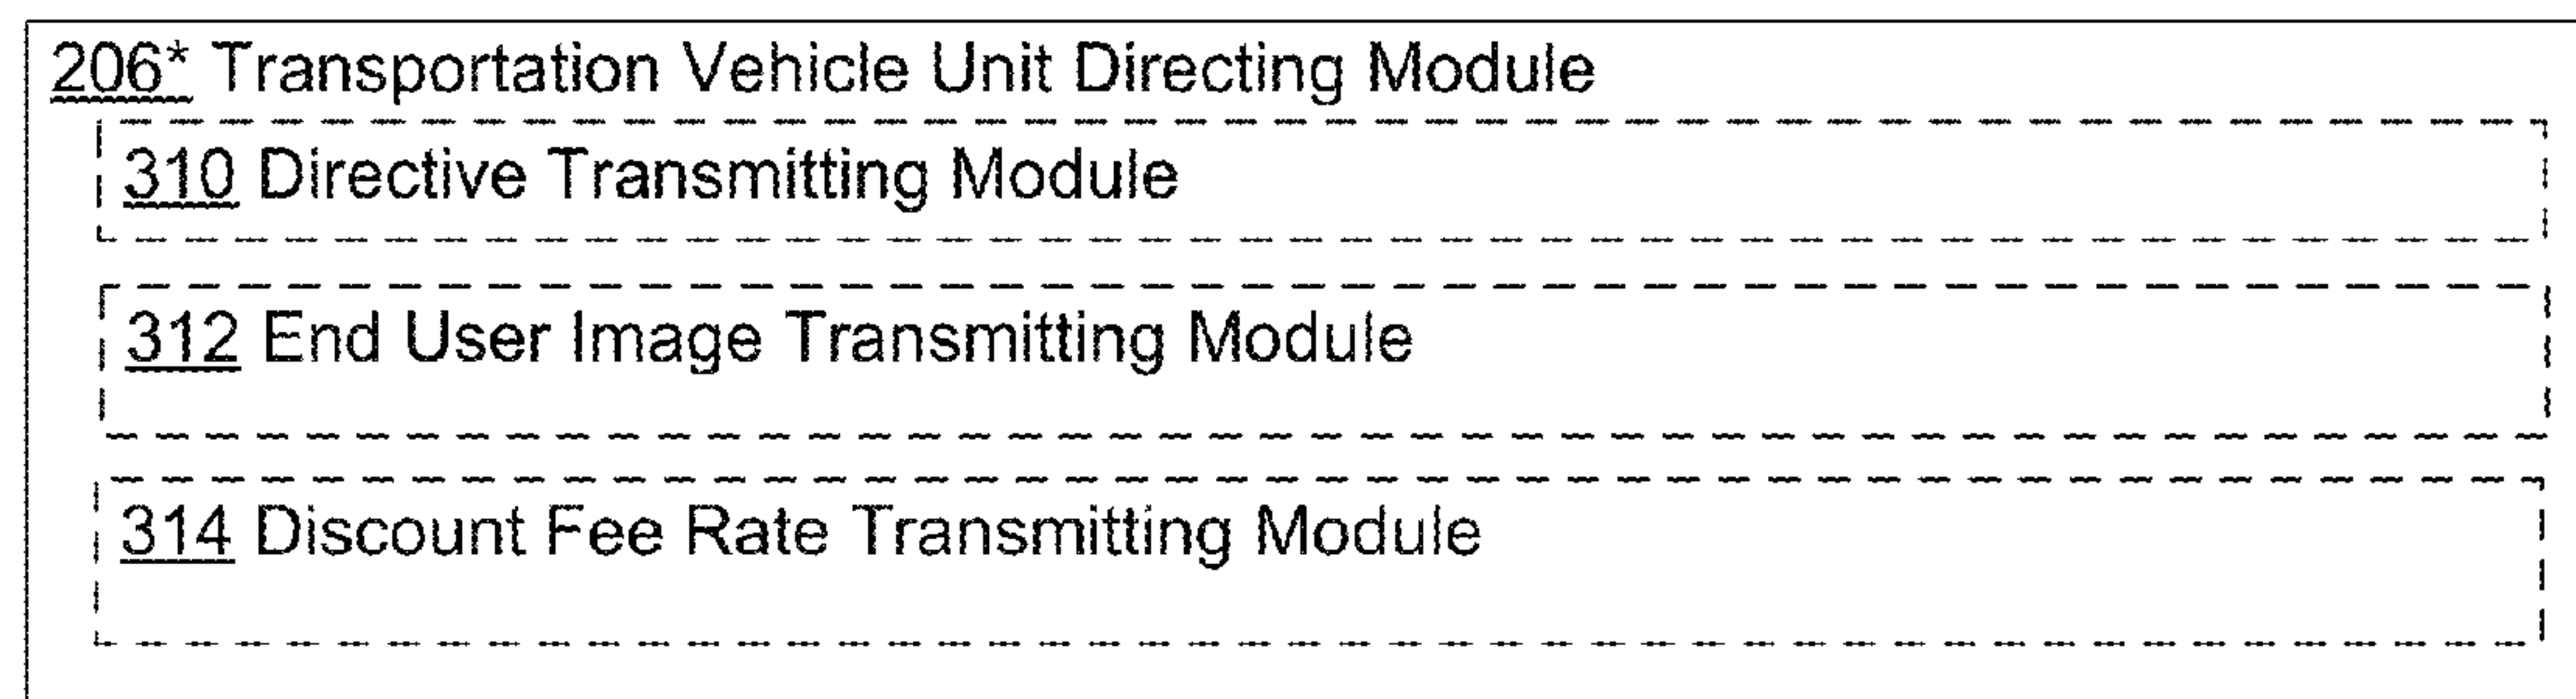 206* Transportation Vehicle Unit Directing Module
310 Directive Transmitting Module
312 End User Image Transmitting Module
314 Discount Fee Rate Transmitting Module